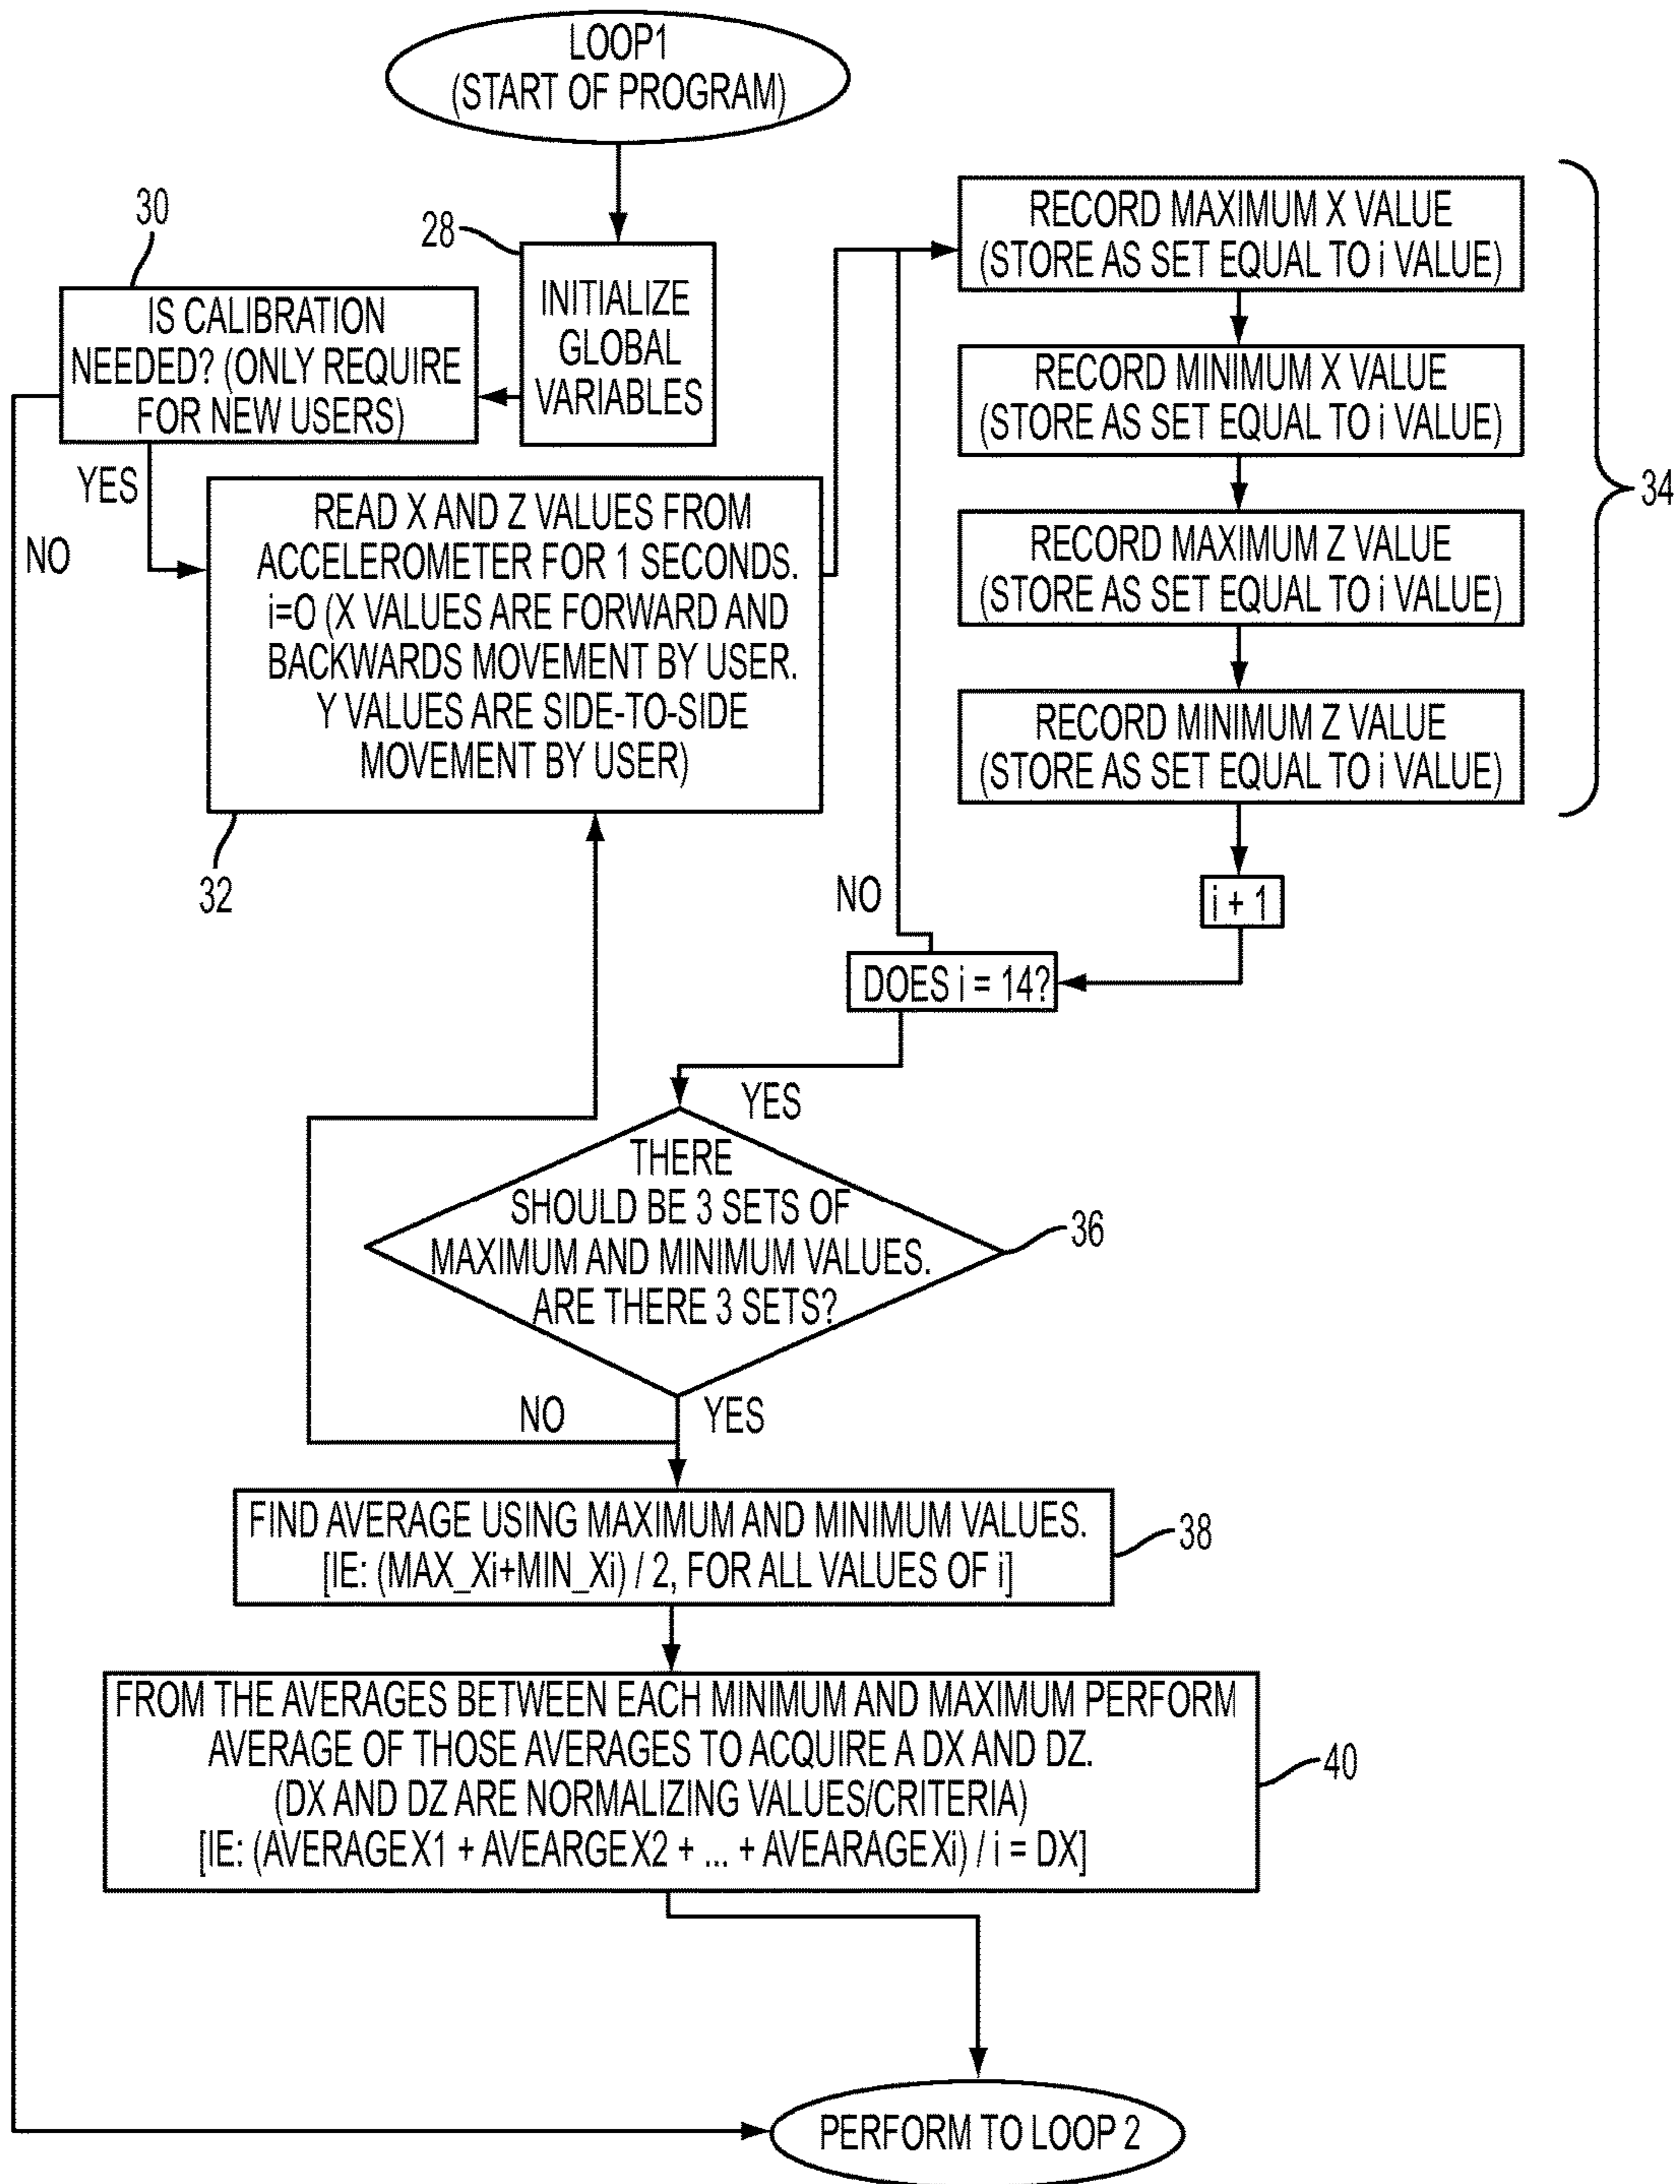 LOOP1
(START OF PROGRAM)
28
INITIALIZE
GLOBAL
VARIABLES
30
IS CALIBRATION
NEEDED? (ONLY REQUIRE
FOR NEW USERS)
YES
NO
READ X AND Z VALUES FROM
ACCELEROMETER FOR 1 SECONDS.
i=0 (X VALUES ARE FORWARD AND
BACKWARDS MOVEMENT BY USER.
Y VALUES ARE SIDE-TO-SIDE
MOVEMENT BY USER)
32
RECORD MAXIMUM X VALUE
(STORE AS SET EQUAL TO i VALUE)
RECORD MINIMUM X VALUE
(STORE AS SET EQUAL TO i VALUE)
RECORD MAXIMUM Z VALUE
(STORE AS SET EQUAL TO i VALUE)
RECORD MINIMUM Z VALUE
(STORE AS SET EQUAL TO i VALUE)
34
i + 1
NO
DOES i = 14?
YES
THERE
SHOULD BE 3 SETS OF
MAXIMUM AND MINIMUM VALUES.
ARE THERE 3 SETS?
36
NO
YES
FIND AVERAGE USING MAXIMUM AND MINIMUM VALUES.
[IE: (MAX_Xi+MIN_Xi) / 2, FOR ALL VALUES OF i]
38
FROM THE AVERAGES BETWEEN EACH MINIMUM AND MAXIMUM PERFORM
AVERAGE OF THOSE AVERAGES TO ACQUIRE A DX AND DZ.
(DX AND DZ ARE NORMALIZING VALUES/CRITERIA)
[IE: (AVERAGEX1 + AVEARGEX2 + ... + AVEARAGEXi) / i = DX]
40
PERFORM TO LOOP 2